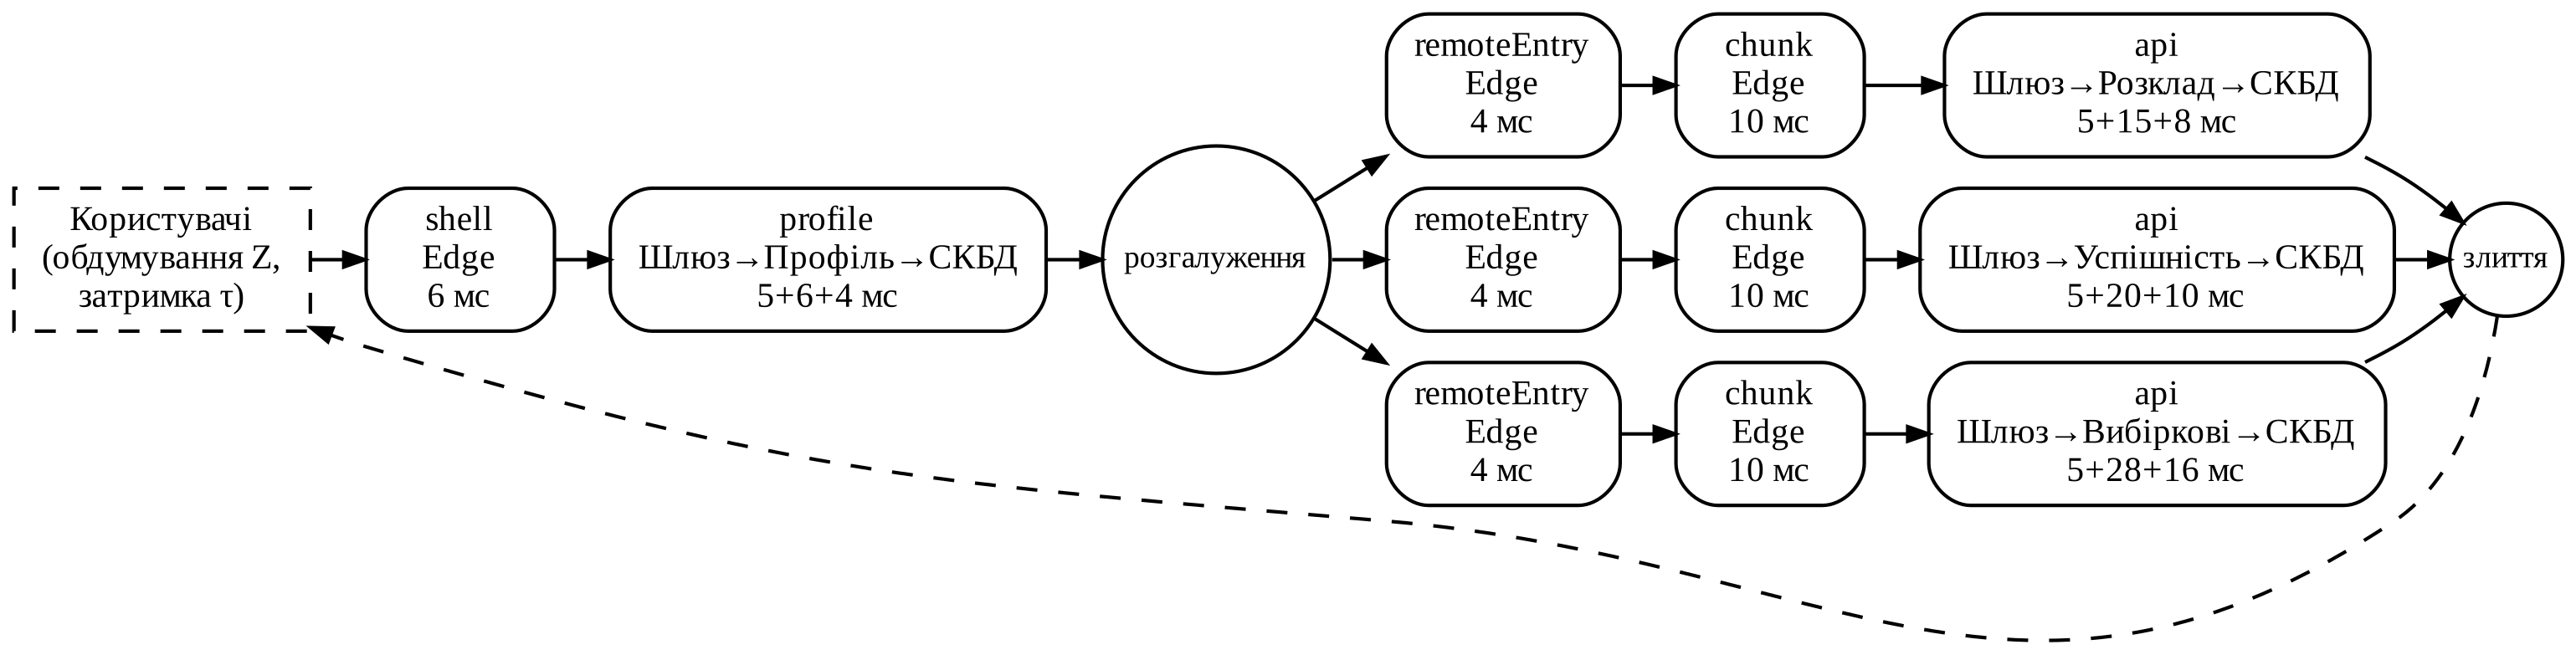 Користувачі
(обдумування Z,
затримка τ)
shell
Edge
6 мс
profile
Шлюз→Профіль→СКБД
5+6+4 мс
розгалуження
remoteEntry
Edge
4 мс
chunk
Edge
10 мс
api
Шлюз→Розклад→СКБД
5+15+8 мс
remoteEntry
Edge
4 мс
chunk
Edge
10 мс
api
Шлюз→Успішність→СКБД
5+20+10 мс
remoteEntry
Edge
4 мс
chunk
Edge
10 мс
api
Шлюз→Вибіркові→СКБД
5+28+16 мс
злиття